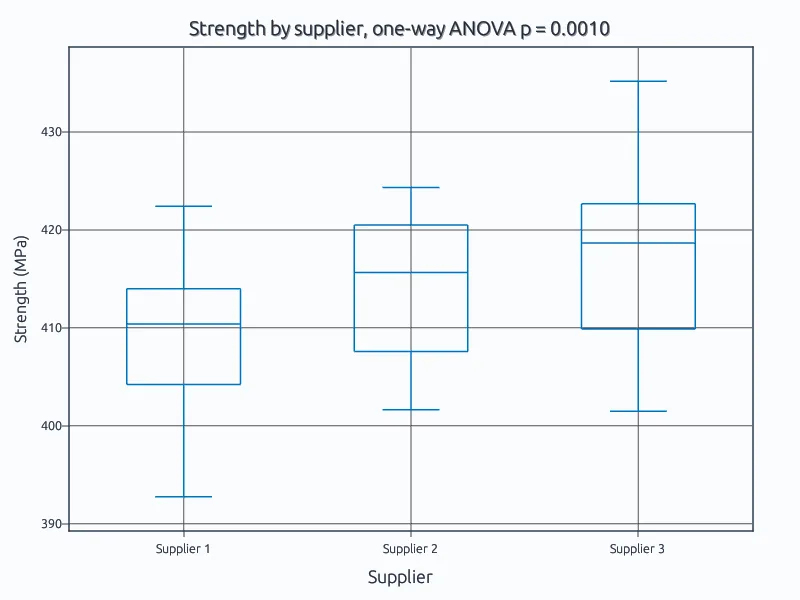 Strength by supplier, one-way ANOVA p = 0.0010
Strength (MPa)
430
420
410
400
390
Supplier 1
Supplier 2
Supplier 3
Supplier